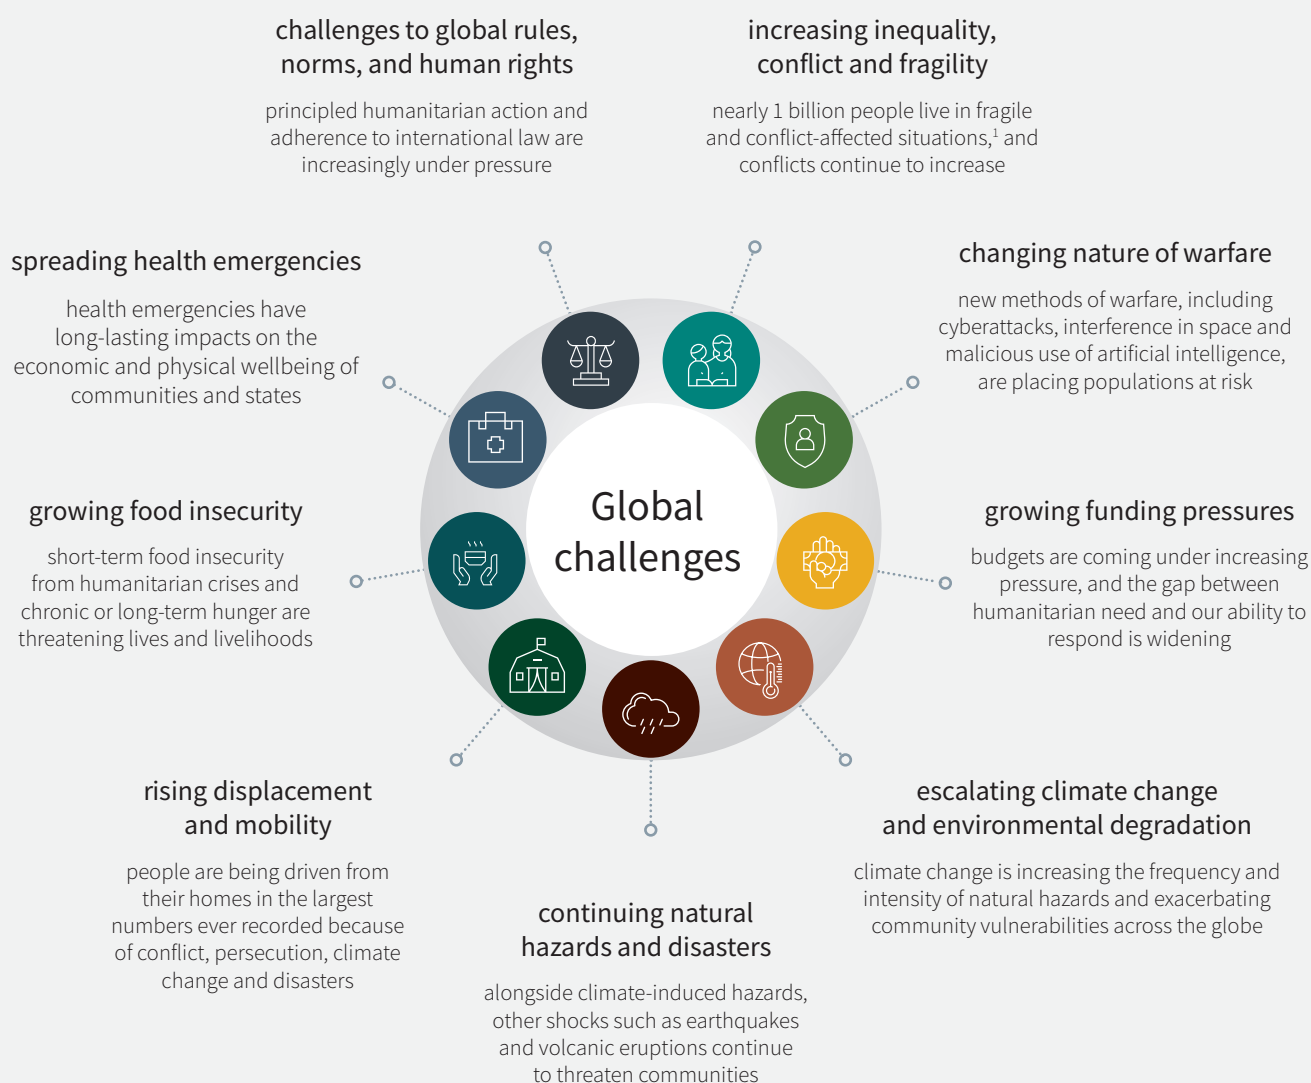 challenges to global rules,
norms, and human rights
principled humanitarian action and
adherence to international law are
increasingly under pressure
increasing inequality,
conflict and fragility
nearly 1 billion people live in fragile
and conflict-affected situations,¹ and
conflicts continue to increase
spreading health emergencies
health emergencies have
long-lasting impacts on the
economic and physical wellbeing of
communities and states
changing nature of warfare
new methods of warfare, including
cyberattacks, interference in space and
malicious use of artificial intelligence,
are placing populations at risk
Global
challenges
growing food insecurity
short-term food insecurity
from humanitarian crises and
chronic or long-term hunger are
threatening lives and livelihoods
growing funding pressures
budgets are coming under increasing
pressure, and the gap between
humanitarian need and our ability to
respond is widening
rising displacement
and mobility
people are being driven from
their homes in the largest
numbers ever recorded because
of conflict, persecution, climate
change and disasters
continuing natural
hazards and disasters
alongside climate-induced hazards,
other shocks such as earthquakes
and volcanic eruptions continue
to threaten communities
escalating climate change
and environmental degradation
climate change is increasing the frequency and
intensity of natural hazards and exacerbating
community vulnerabilities across the globe